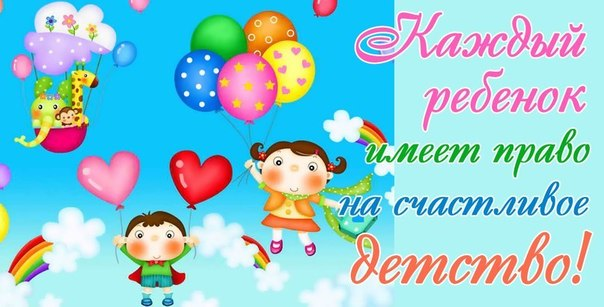 Каждый
ребенок
имеет право
на счастливое
детство!